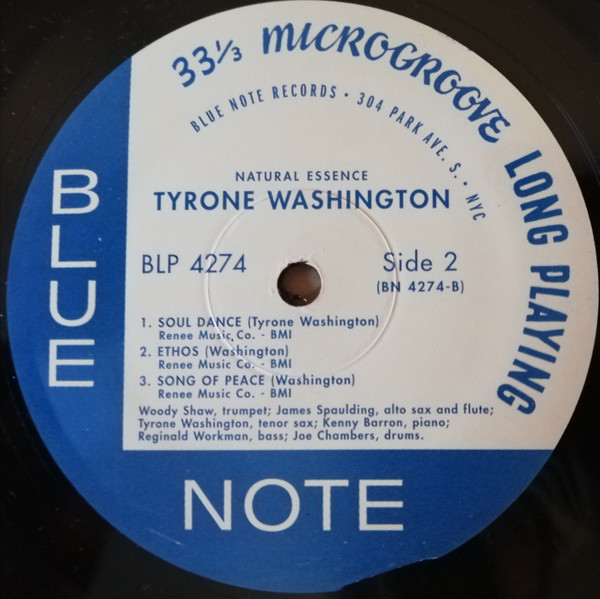 33⅓ MICROGROOVE LONG PLAYING
BLUE NOTE RECORDS • 304 PARK AVE. S. • NYC
NATURAL ESSENCE
TYRONE WASHINGTON
BLP 4274
Side 2
(BN 4274-B)
1. SOUL DANCE (Tyrone Washington)
Renee Music Co. - BMI
2. ETHOS (Washington)
Renee Music Co. - BMI
3. SONG OF PEACE (Washington)
Renee Music Co. - BMI
Woody Shaw, trumpet; James Spaulding, alto sax and flute;
Tyrone Washington, tenor sax; Kenny Barron, piano;
Reginald Workman, bass; Joe Chambers, drums.
BLUE
NOTE